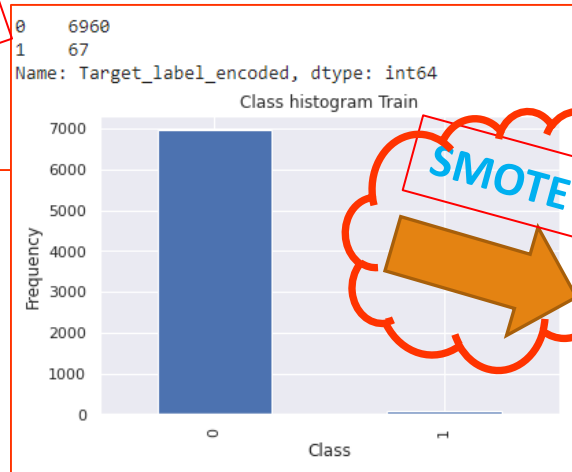 0 6960
1 67
Name: Target_label_encoded, dtype: int64
Class histogram Train
7000
6000
5000
4000
3000
2000
1000
0
Frequency
0
1
Class
SMOTE